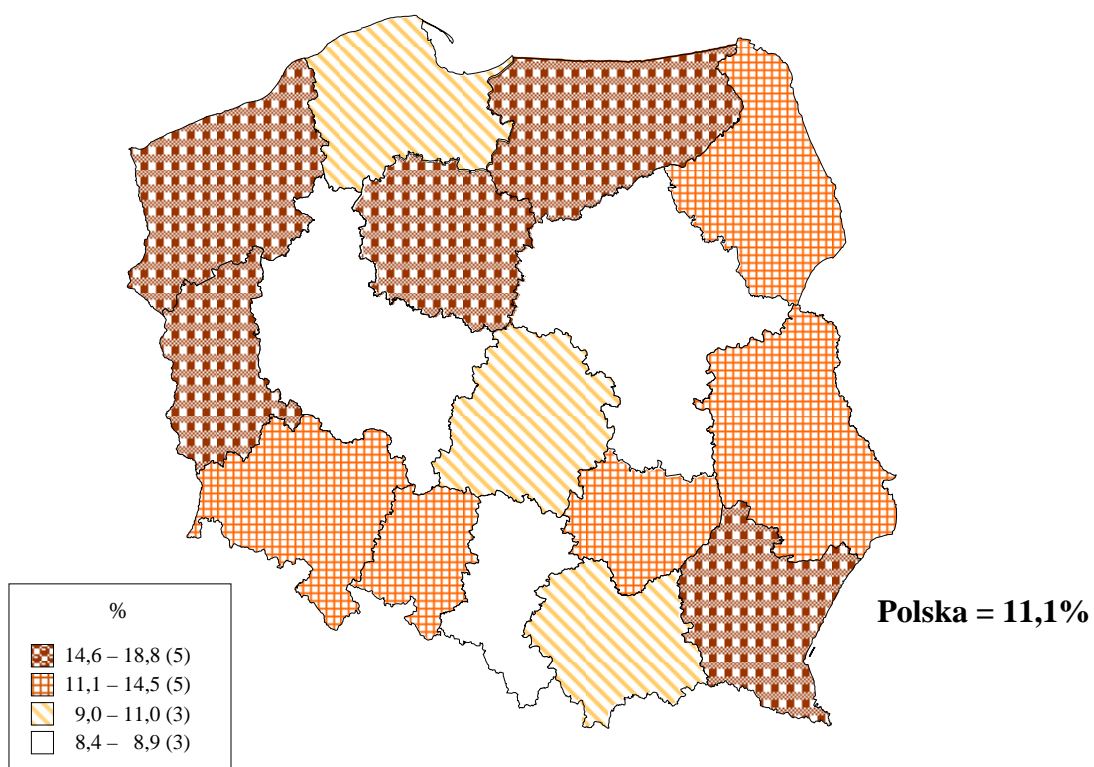 Polska = 11,1%
%
14,6 – 18,8 (5)
11,1 – 14,5 (5)
9,0 – 11,0 (3)
8,4 – 8,9 (3)